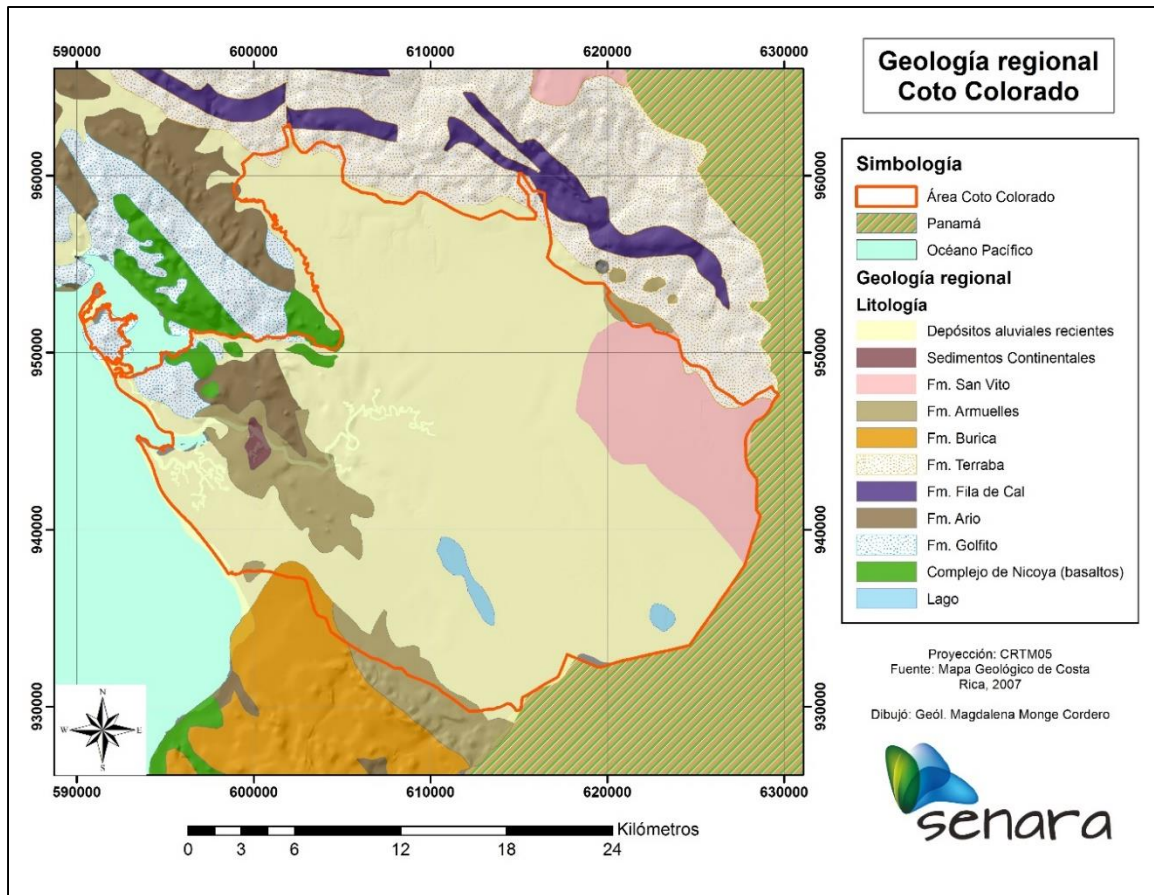 590000 600000 610000 620000 630000
960000 960000
950000 950000
940000 940000
930000 930000
N
W E
S
590000 600000 610000 620000 630000
Kilómetros
0 3 6 12 18 24
Geología regional
Coto Colorado
Simbología
Área Coto Colorado
Panamá
Océano Pacífico
Geología regional
Litología
Depósitos aluviales recientes
Sedimentos Continentales
Fm. San Vito
Fm. Armuelles
Fm. Burica
Fm. Terraba
Fm. Fila de Cal
Fm. Ario
Fm. Golfito
Complejo de Nicoya (basaltos)
Lago
Proyección: CRTM05
Fuente: Mapa Geológico de Costa
Rica, 2007
Dibujó: Geól. Magdalena Monge Cordero
senara